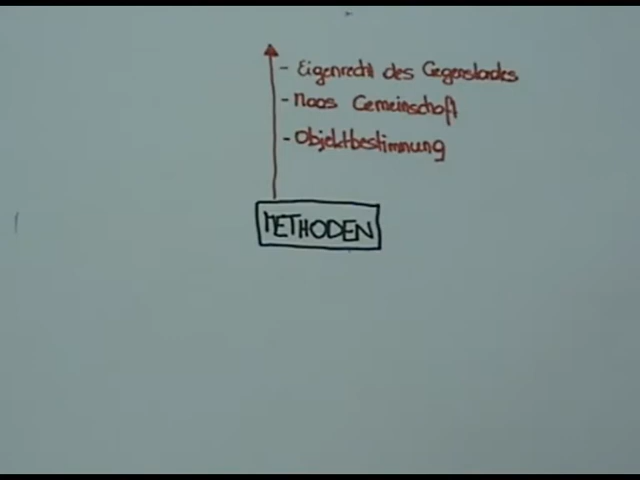 - Eigenrecht des Gegenstandes
- Noos Gemeinschaft
- Objektbestimmung
METHODEN